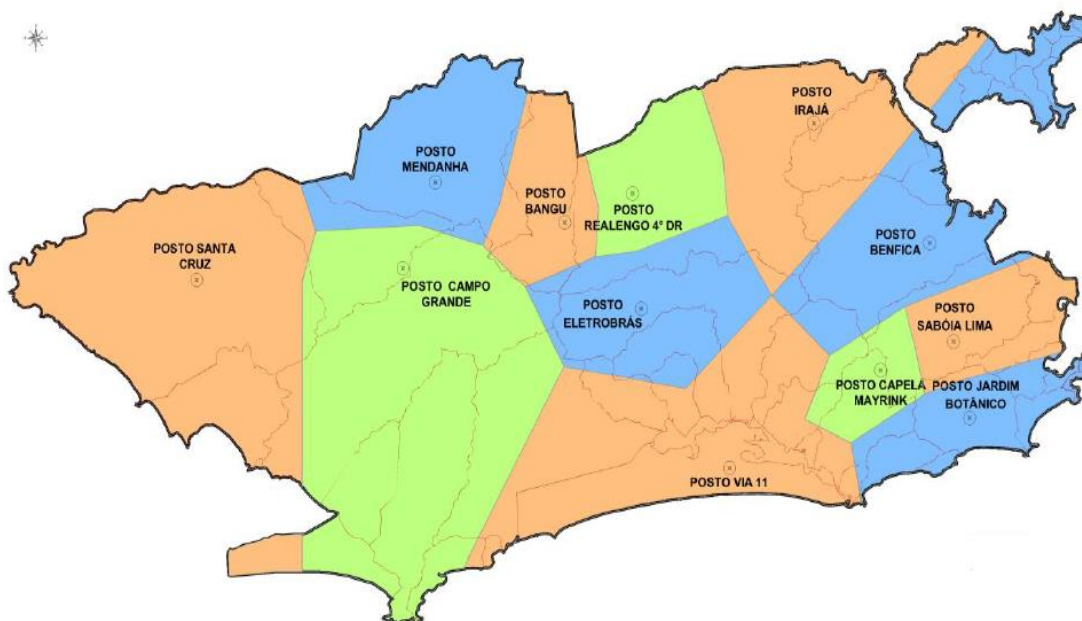 POSTO
IRAJÁ
POSTO
MENDANHA
POSTO
BANGU
POSTO
REALENGO 4° DR
POSTO SANTA
CRUZ
POSTO CAMPO
GRANDE
POSTO
BENFICA
POSTO
ELETROBRÁS
POSTO
SABÓIA LIMA
POSTO CAPELA
MAYRINK
POSTO JARDIM
BOTÂNICO
POSTO VIA 11